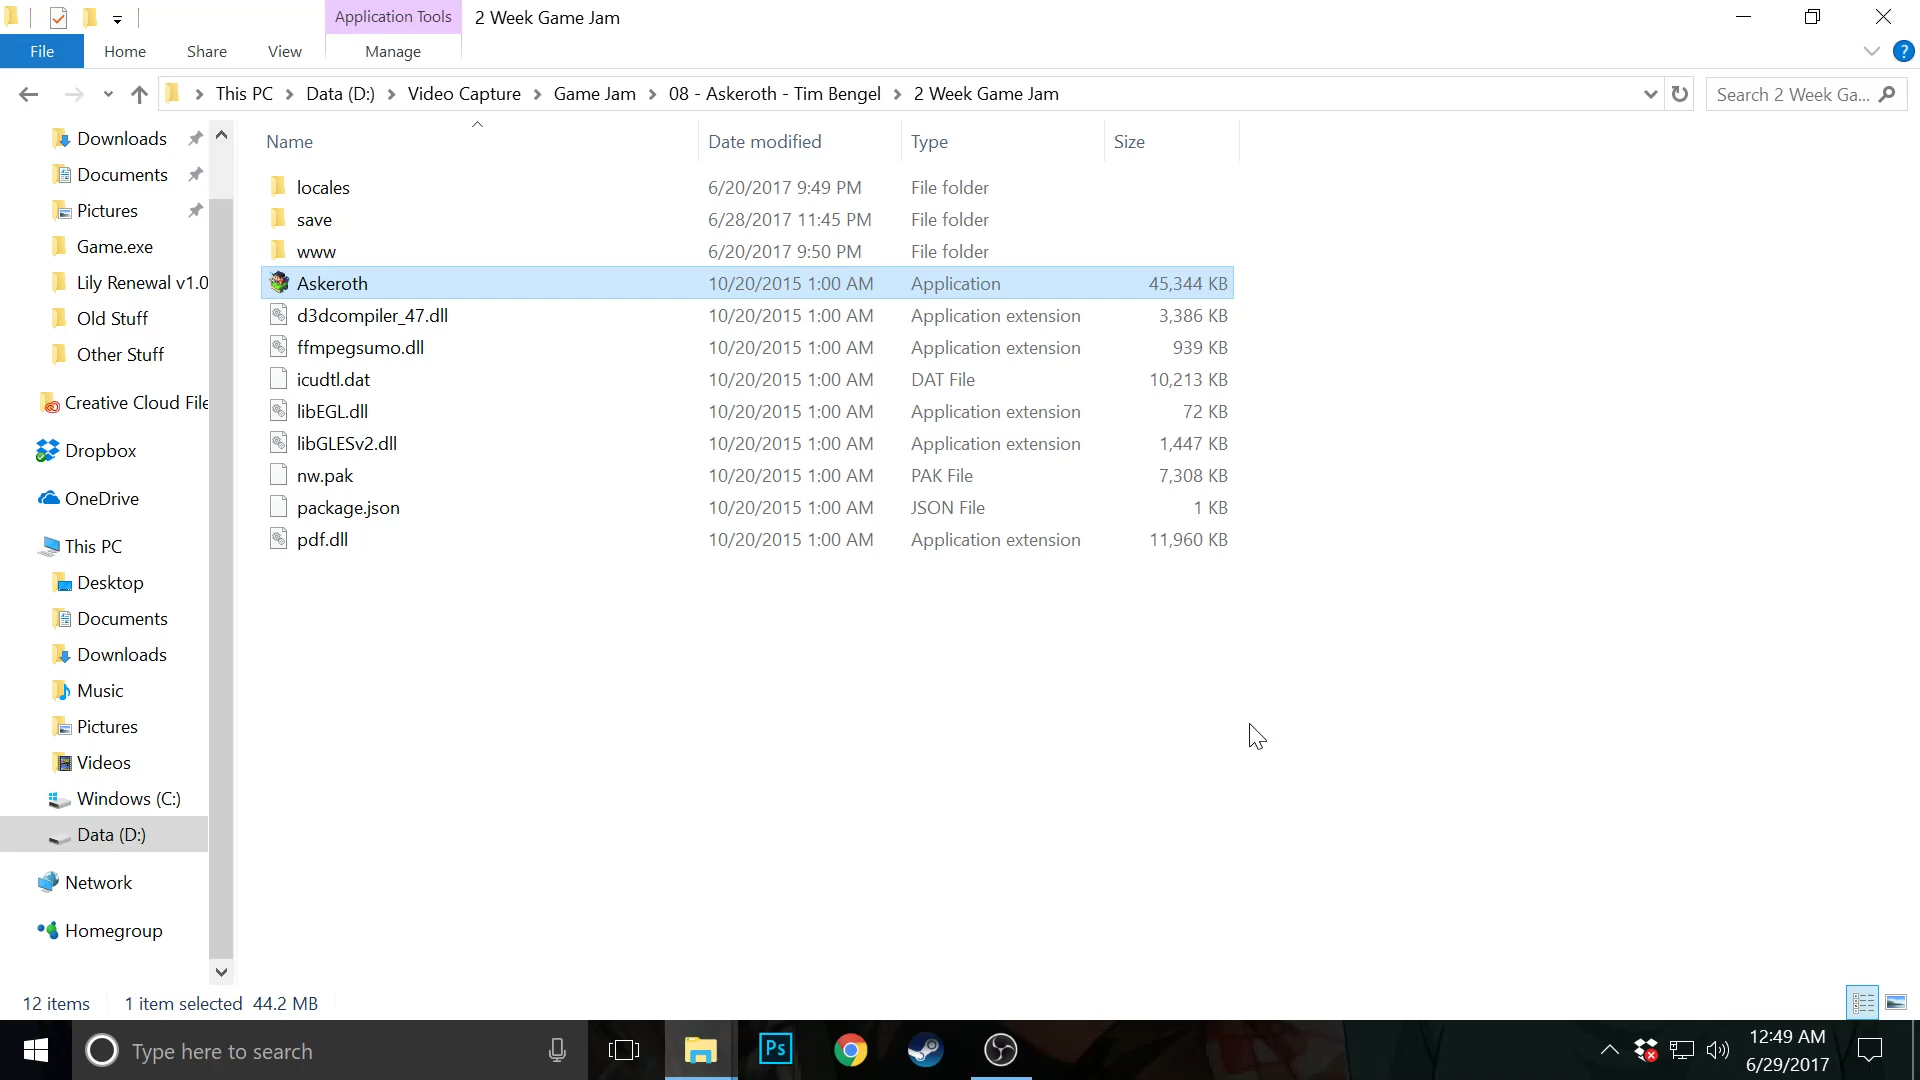 Application Tools
2 Week Game Jam
File
Home
Share
View
Manage
?
This PC
Data (D:)
Video Capture
Game Jam
08 - Askeroth - Tim Bengel
2 Week Game Jam
Search 2 Week Ga...
Downloads
Documents
Pictures
Game.exe
Lily Renewal v1.0
Old Stuff
Other Stuff
Creative Cloud File
Dropbox
OneDrive
This PC
Desktop
Documents
Downloads
Music
Pictures
Videos
Windows (C:)
Data (D:)
Network
Homegroup
Name Date modified Type Size
locales 6/20/2017 9:49 PM File folder
save 6/28/2017 11:45 PM File folder
www 6/20/2017 9:50 PM File folder
Askeroth 10/20/2015 1:00 AM Application 45,344 KB
d3dcompiler_47.dll 10/20/2015 1:00 AM Application extension 3,386 KB
ffmpegsumo.dll 10/20/2015 1:00 AM Application extension 939 KB
icudtl.dat 10/20/2015 1:00 AM DAT File 10,213 KB
libEGL.dll 10/20/2015 1:00 AM Application extension 72 KB
libGLESv2.dll 10/20/2015 1:00 AM Application extension 1,447 KB
nw.pak 10/20/2015 1:00 AM PAK File 7,308 KB
package.json 10/20/2015 1:00 AM JSON File 1 KB
pdf.dll 10/20/2015 1:00 AM Application extension 11,960 KB
12 items 1 item selected 44.2 MB
Type here to search
Ps
12:49 AM
6/29/2017